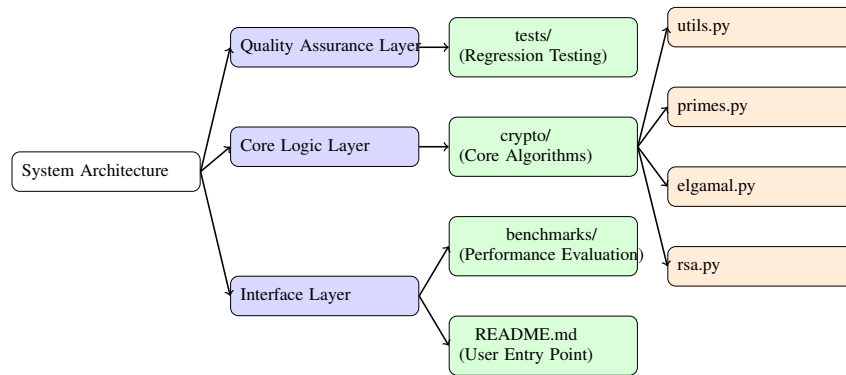 System Architecture
Quality Assurance Layer
Core Logic Layer
Interface Layer
tests/
(Regression Testing)
crypto/
(Core Algorithms)
benchmarks/
(Performance Evaluation)
README.md
(User Entry Point)
utils.py
primes.py
elgamal.py
rsa.py